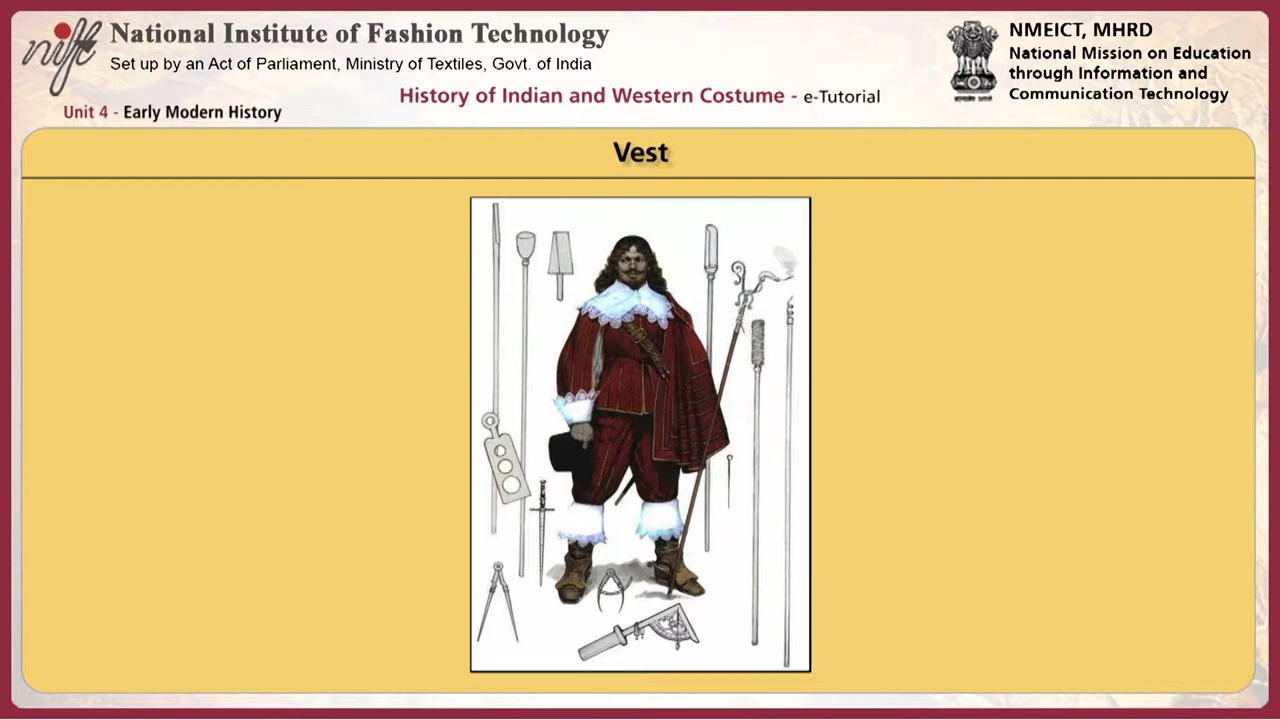 nift
National Institute of Fashion Technology
Set up by an Act of Parliament, Ministry of Textiles, Govt. of India
History of Indian and Western Costume - e-Tutorial
Unit 4 - Early Modern History
NMEICT, MHRD
National Mission on Education
through Information and
Communication Technology
Vest